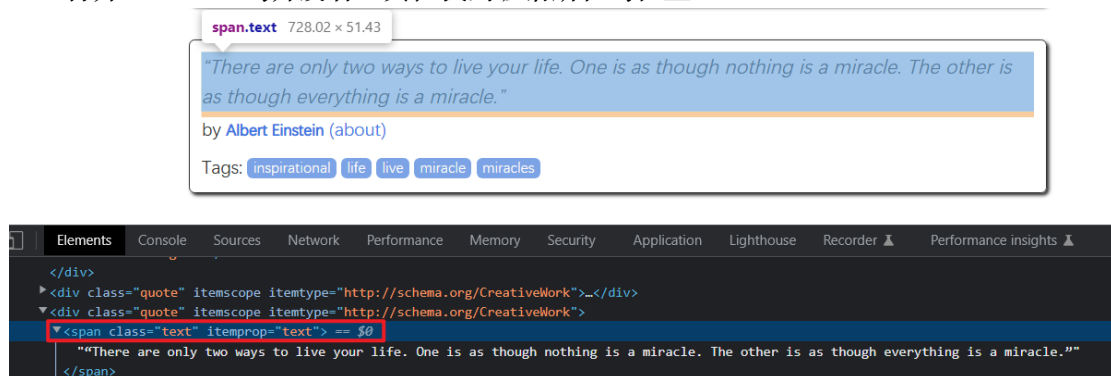 span.text 728.02 × 51.43
“There are only two ways to live your life. One is as though nothing is a miracle. The other is
as though everything is a miracle.”
by Albert Einstein (about)
Tags: inspirational life live miracle miracles
Elements Console Sources Network Performance Memory Security Application Lighthouse Recorder Performance insights
</div>
<div class="quote" itemscope itemtype="http://schema.org/CreativeWork">…</div>
<div class="quote" itemscope itemtype="http://schema.org/CreativeWork">
<span class="text" itemprop="text"> == $0
"“There are only two ways to live your life. One is as though nothing is a miracle. The other is as though everything is a miracle.”"
</span>